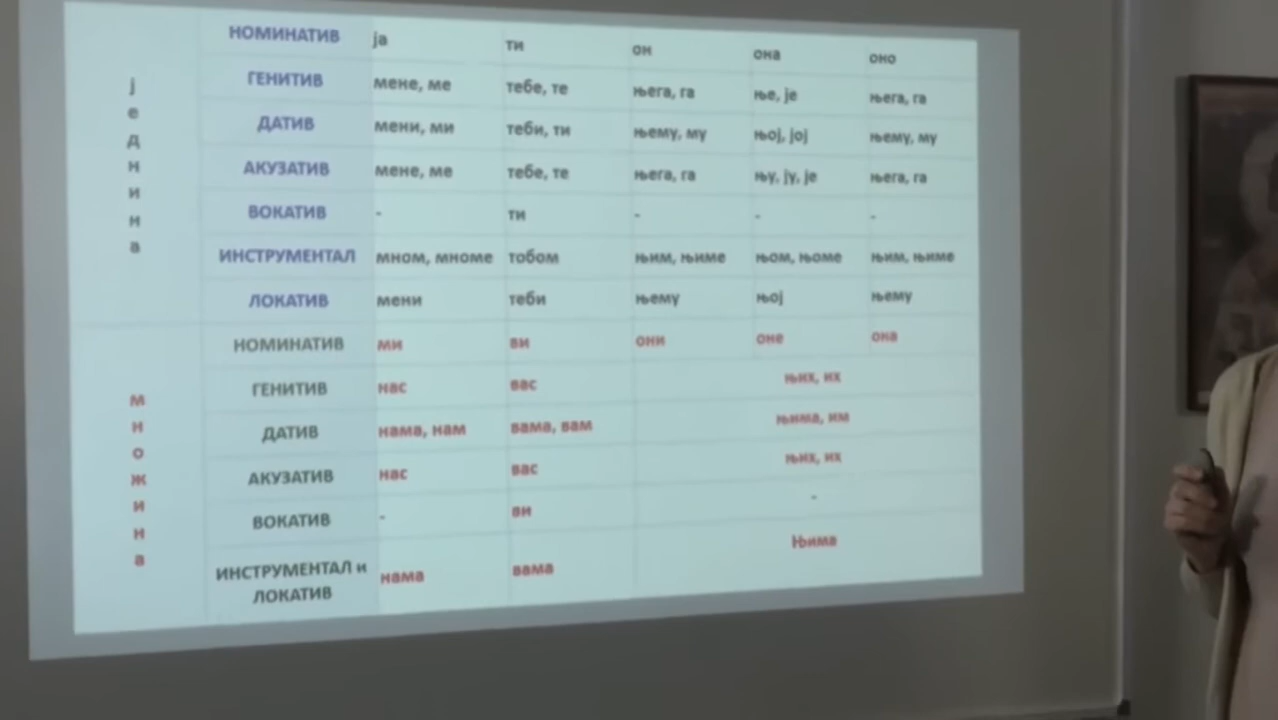 једнина
НОМИНАТИВ ја ти он она оно
ГЕНИТИВ мене, ме тебе, те њега, га ње, је њега, га
ДАТИВ мени, ми теби, ти њему, му њој, јој њему, му
АКУЗАТИВ мене, ме тебе, те њега, га њу, ју, је њега, га
ВОКАТИВ - ти - - -
ИНСТРУМЕНТАЛ мном, мноме тобом њим, њиме њом, њоме њим, њиме
ЛОКАТИВ мени теби њему њој њему
множина
НОМИНАТИВ ми ви они оне она
ГЕНИТИВ нас вас њих, их
ДАТИВ нама, нам вама, вам њима, им
АКУЗАТИВ нас вас њих, их
ВОКАТИВ - ви -
ИНСТРУМЕНТАЛ и
ЛОКАТИВ нама вама Њима